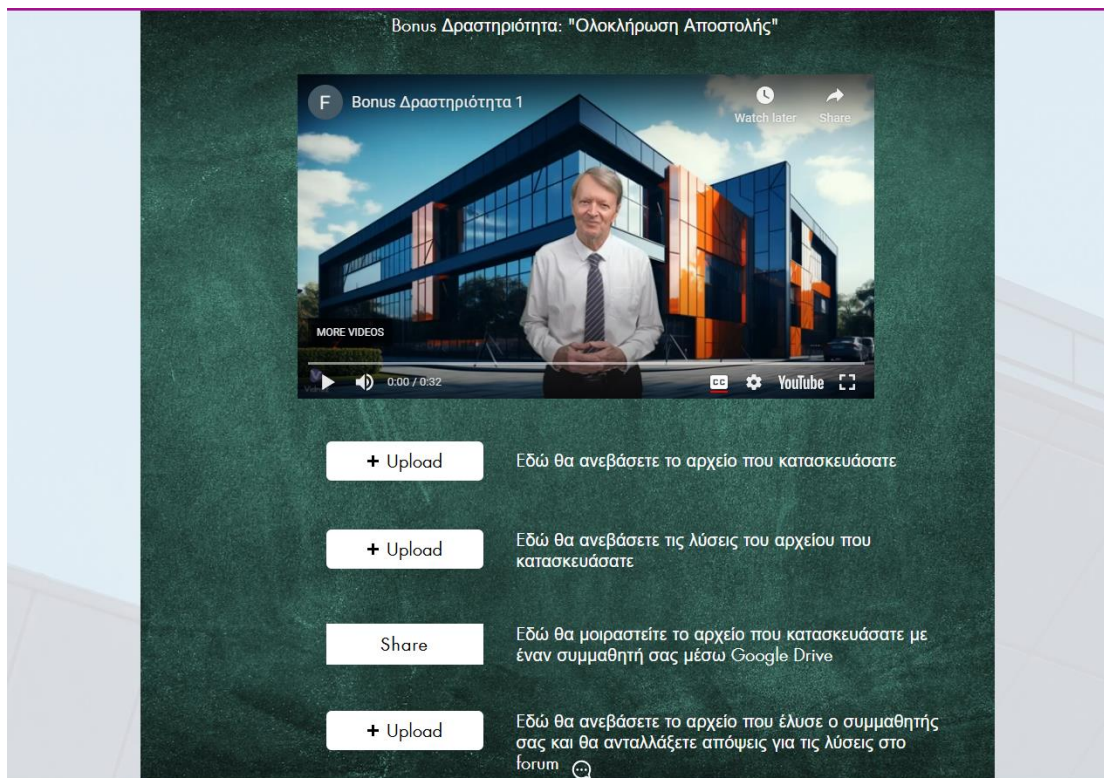 Bonus Δραστηριότητα: "Ολοκλήρωση Αποστολής"
F
Bonus Δραστηριότητα 1
Watch later
Share
MORE VIDEOS
0:00 / 0:32
CC
YouTube
+ Upload
Εδώ θα ανεβάσετε το αρχείο που κατασκευάσατε
+ Upload
Εδώ θα ανεβάσετε τις λύσεις του αρχείου που
κατασκευάσατε
Share
Εδώ θα μοιραστείτε το αρχείο που κατασκευάσατε με
έναν συμμαθητή σας μέσω Google Drive
+ Upload
Εδώ θα ανεβάσετε το αρχείο που έλυσε ο συμμαθητής
σας και θα ανταλλάξετε απόψεις για τις λύσεις στο
forum